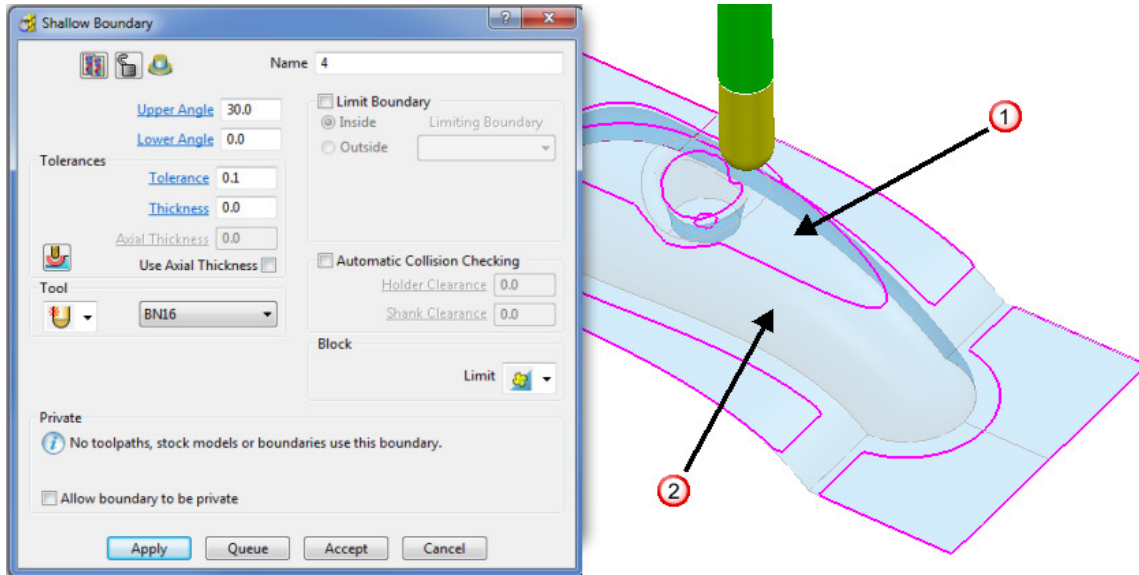 Shallow Boundary
Name 4
Upper Angle 30.0
Lower Angle 0.0
Tolerances
Tolerance 0.1
Thickness 0.0
Axial Thickness 0.0
Use Axial Thickness
Tool
BN16
Limit Boundary
Inside Limiting Boundary
Outside
Automatic Collision Checking
Holder Clearance 0.0
Shank Clearance 0.0
Block
Limit
Private
No toolpaths, stock models or boundaries use this boundary.
Allow boundary to be private
Apply Queue Accept Cancel
1
2